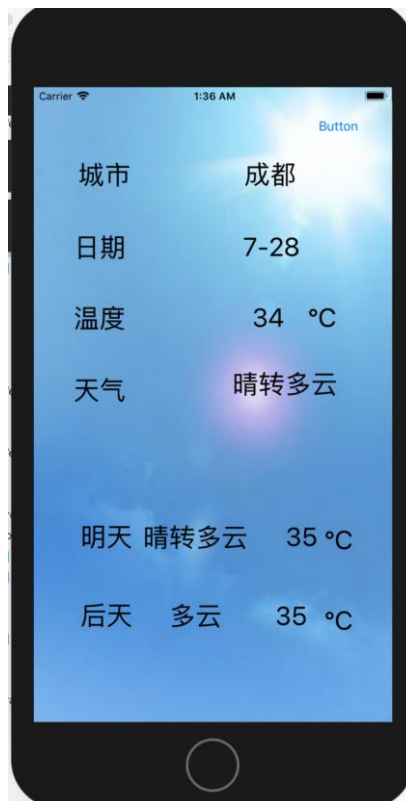 Carrier 1:36 AM
Button
城市 成都
日期 7-28
温度 34 °C
天气 晴转多云
明天 晴转多云 35 °C
后天 多云 35 °C